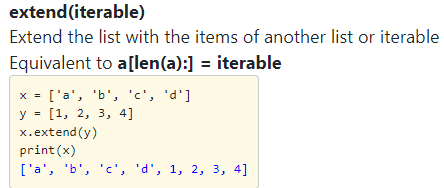 extend(iterable)
Extend the list with the items of another list or iterable
Equivalent to a[len(a):] = iterable
x = ['a', 'b', 'c', 'd']
y = [1, 2, 3, 4]
x.extend(y)
print(x)
['a', 'b', 'c', 'd', 1, 2, 3, 4]